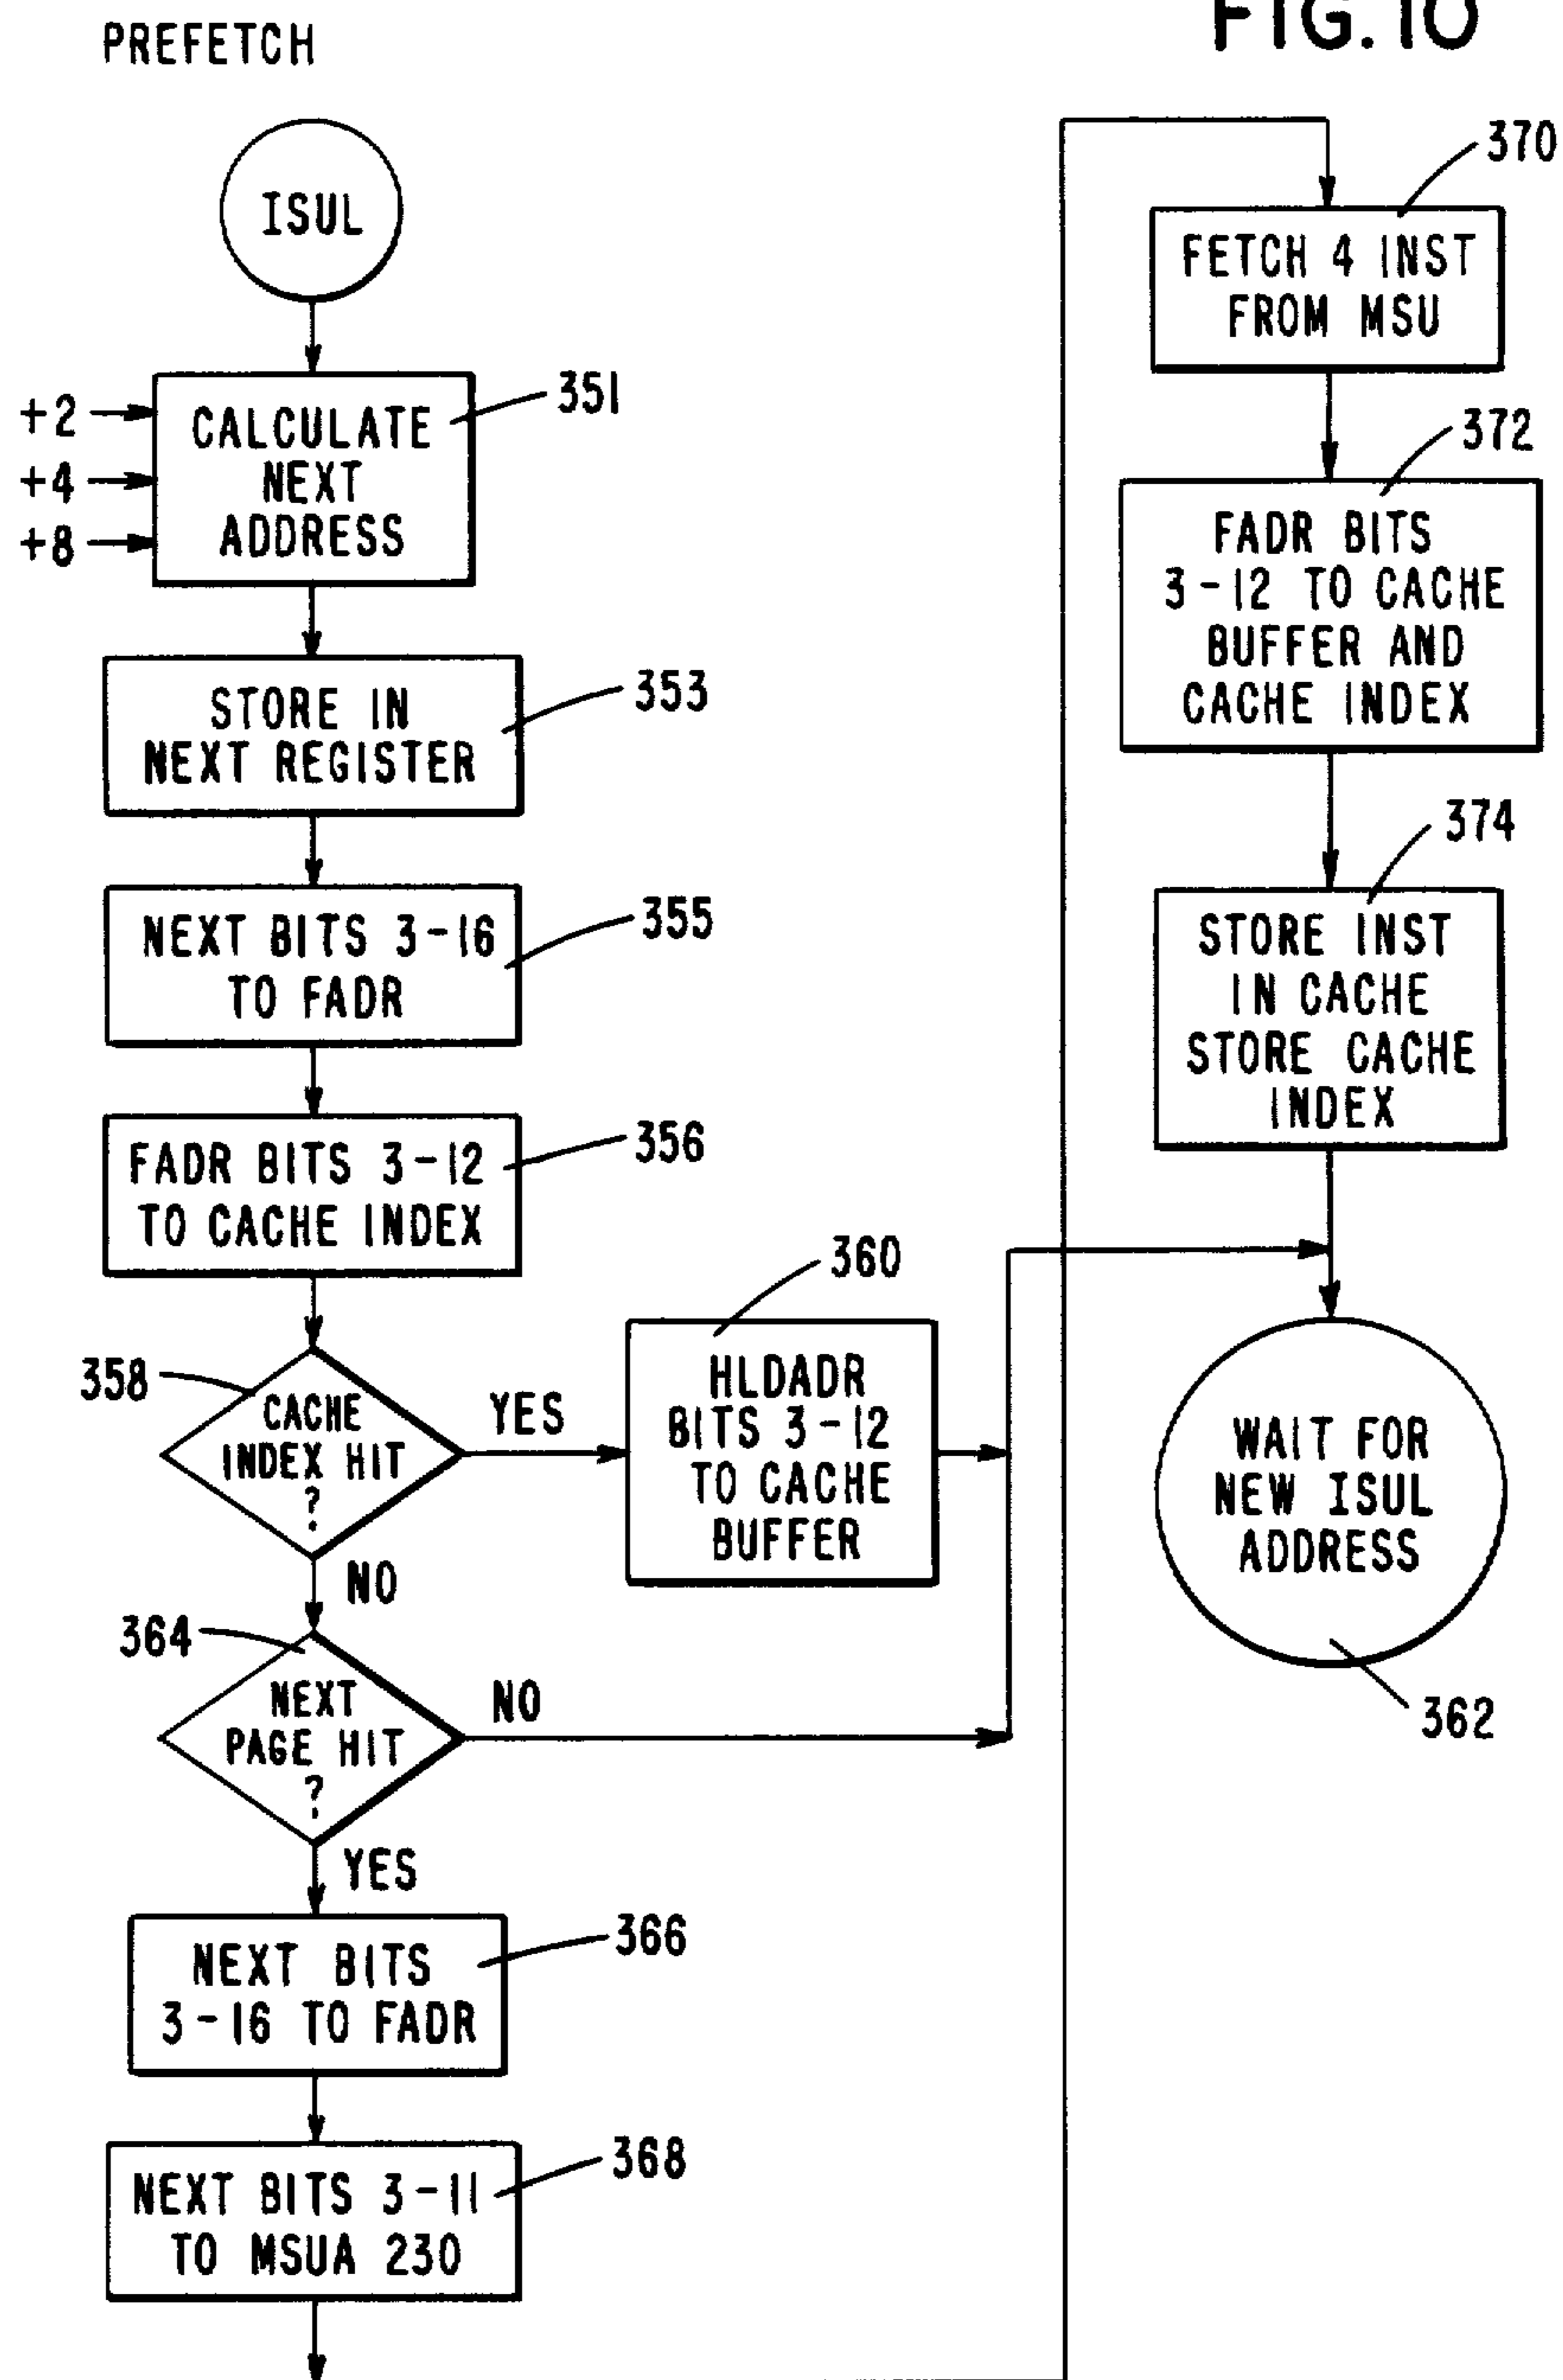 PREFETCH
FIG. 10
ISUL
351
+2
+4
+8
CALCULATE
NEXT
ADDRESS
353
STORE IN
NEXT REGISTER
355
NEXT BITS 3-16
TO FADR
356
FADR BITS 3-12
TO CACHE INDEX
358
CACHE
INDEX HIT
?
YES
NO
360
HLDADR
BITS 3-12
TO CACHE
BUFFER
364
NEXT
PAGE HIT
?
NO
YES
366
NEXT BITS
3-16 TO FADR
368
NEXT BITS 3-11
TO MSUA 230
370
FETCH 4 INST
FROM MSU
372
FADR BITS
3-12 TO CACHE
BUFFER AND
CACHE INDEX
374
STORE INST
IN CACHE
STORE CACHE
INDEX
WAIT FOR
NEW ISUL
ADDRESS
362